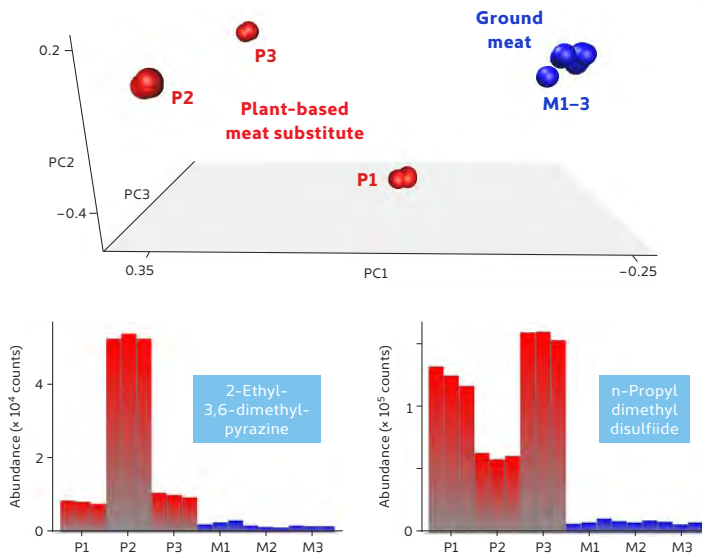 Ground
meat
0.2
P3
P2
M1–3
Plant-based
meat substitute
PC2
P1
PC3
−0.4
0.35
PC1
-0.25
Abundance (× 10⁴ counts)
4
2
0
2-Ethyl-
3,6-dimethyl-
pyrazine
P1 P2 P3 M1 M2 M3
Abundance (× 10⁵ counts)
1
0
n-Propyl
dimethyl
disulfiide
P1 P2 P3 M1 M2 M3